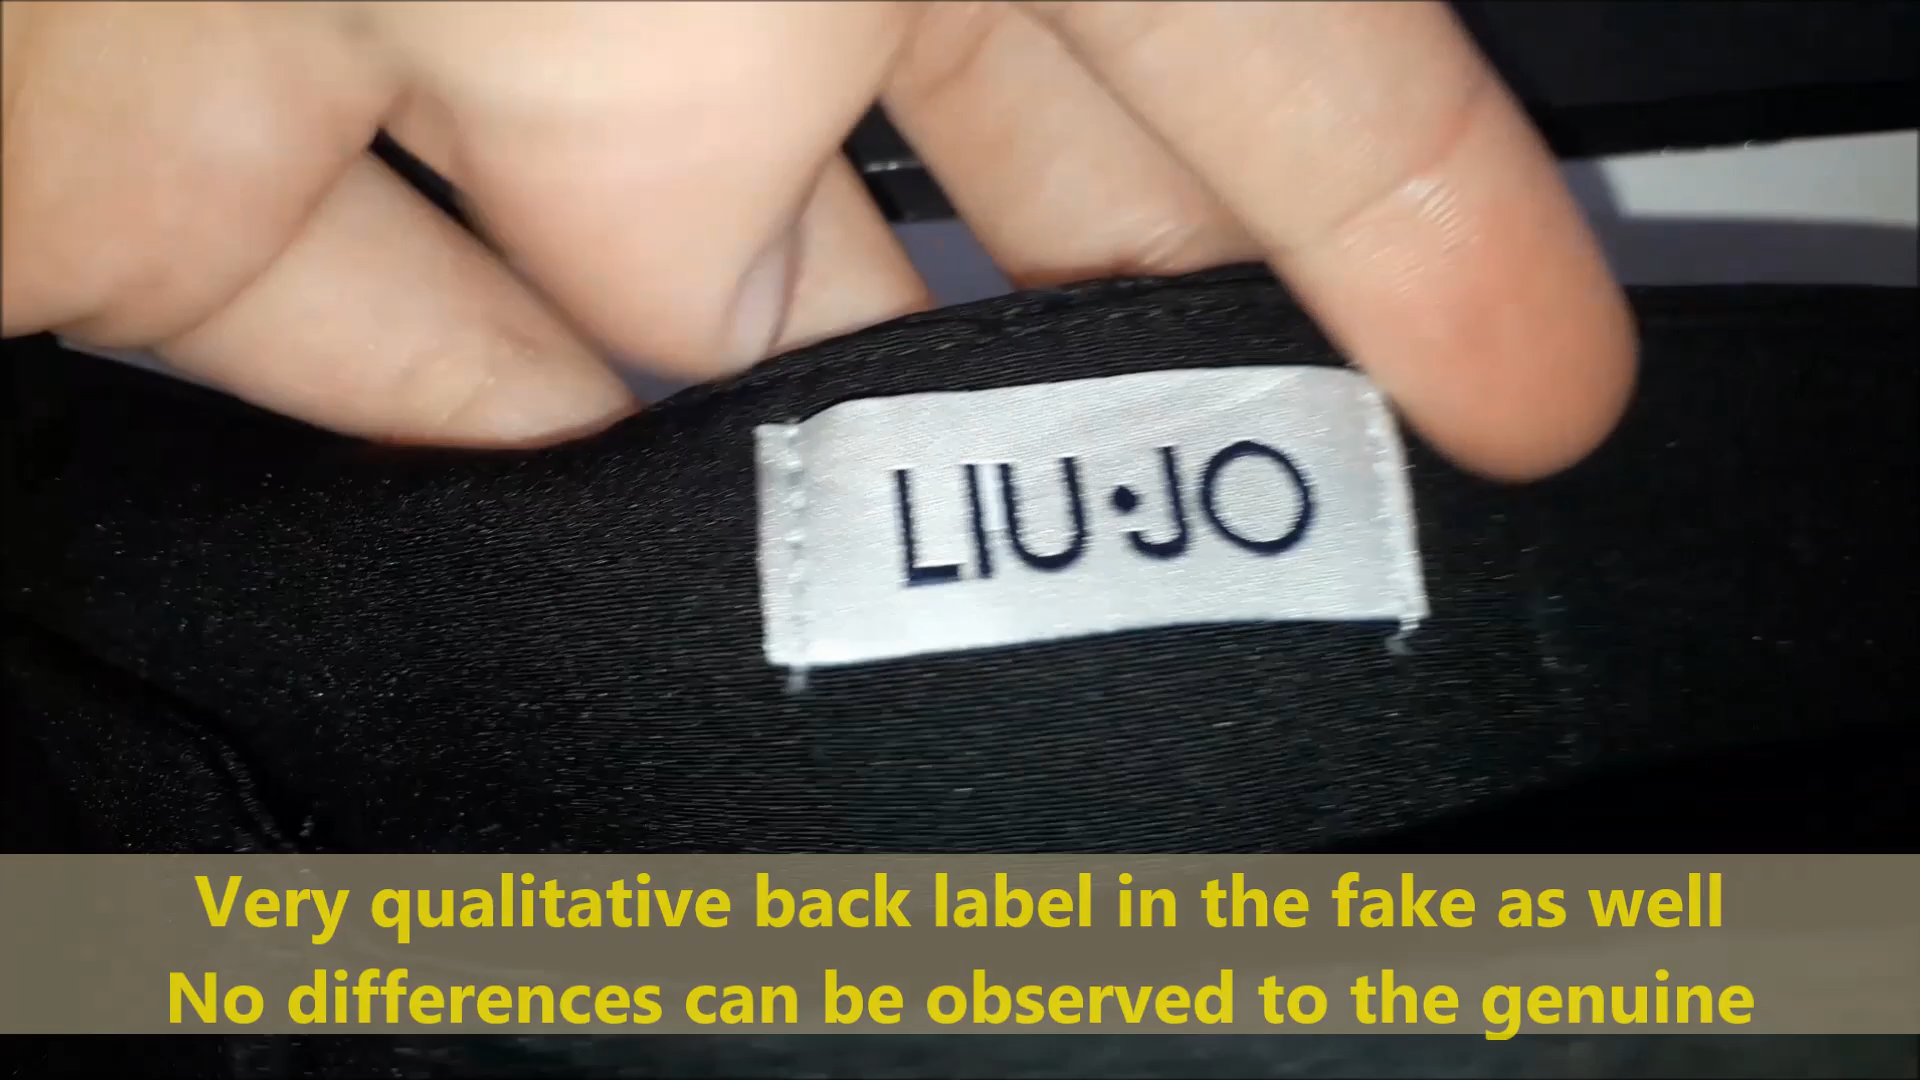 LIU·JO
Very qualitative back label in the fake as well
No differences can be observed to the genuine